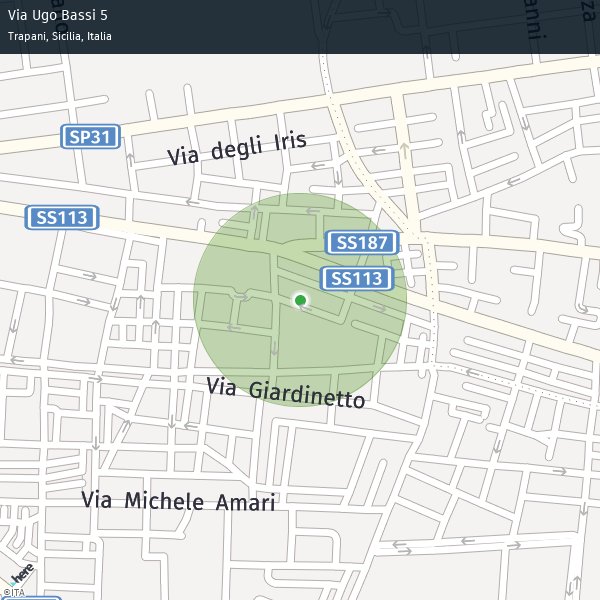 Via Ugo Bassi 5
Trapani, Sicilia, Italia
SP31
Via degli Iris
SS113
SS187
SS113
Via Giardinetto
Via Michele Amari
here
©ITA